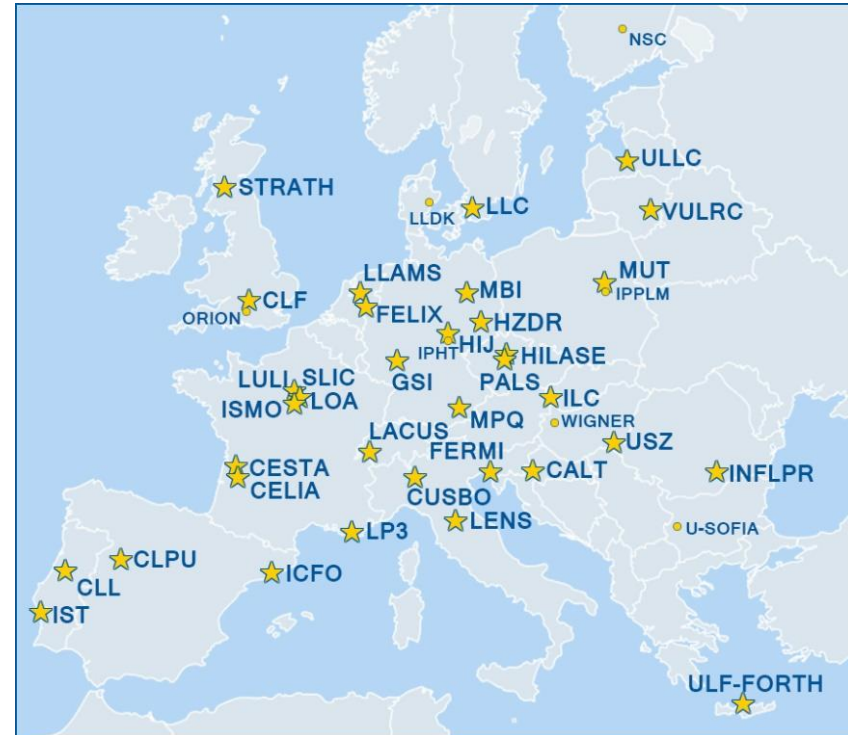 NSC
ULLC
STRATH
LLC
LLDK
VULRC
LLAMS
MUT
MBI
IPPLM
CLF
FELIX
ORION
HZDR
HIJ
IPHT
HILASE
LULI
SLIC
GSI
PALS
ISMO
LOA
ILC
MPQ
WIGNER
LACUS
USZ
FERMI
CESTA
CALT
INFLPR
CELIA
CUSBO
LENS
U-SOFIA
LP3
CLPU
ICFO
CLL
IST
ULF-FORTH